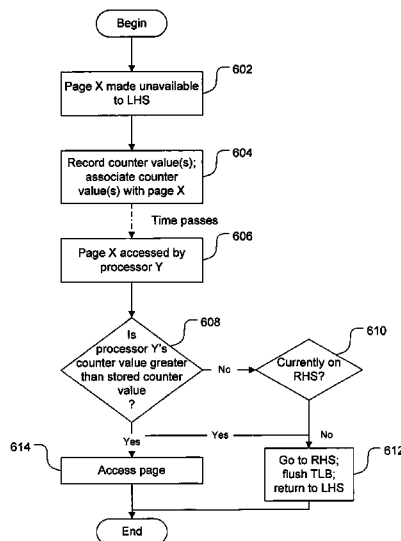 Begin
602
Page X made unavailable
to LHS
604
Record counter value(s);
associate counter
value(s) with page X
Time passes
606
Page X accessed by
processor Y
608
Is
processor Y's
counter value greater
than stored counter
value
?
No
610
Currently on
RHS?
Yes
Yes
No
614
Access page
612
Go to RHS;
flush TLB;
return to LHS
End